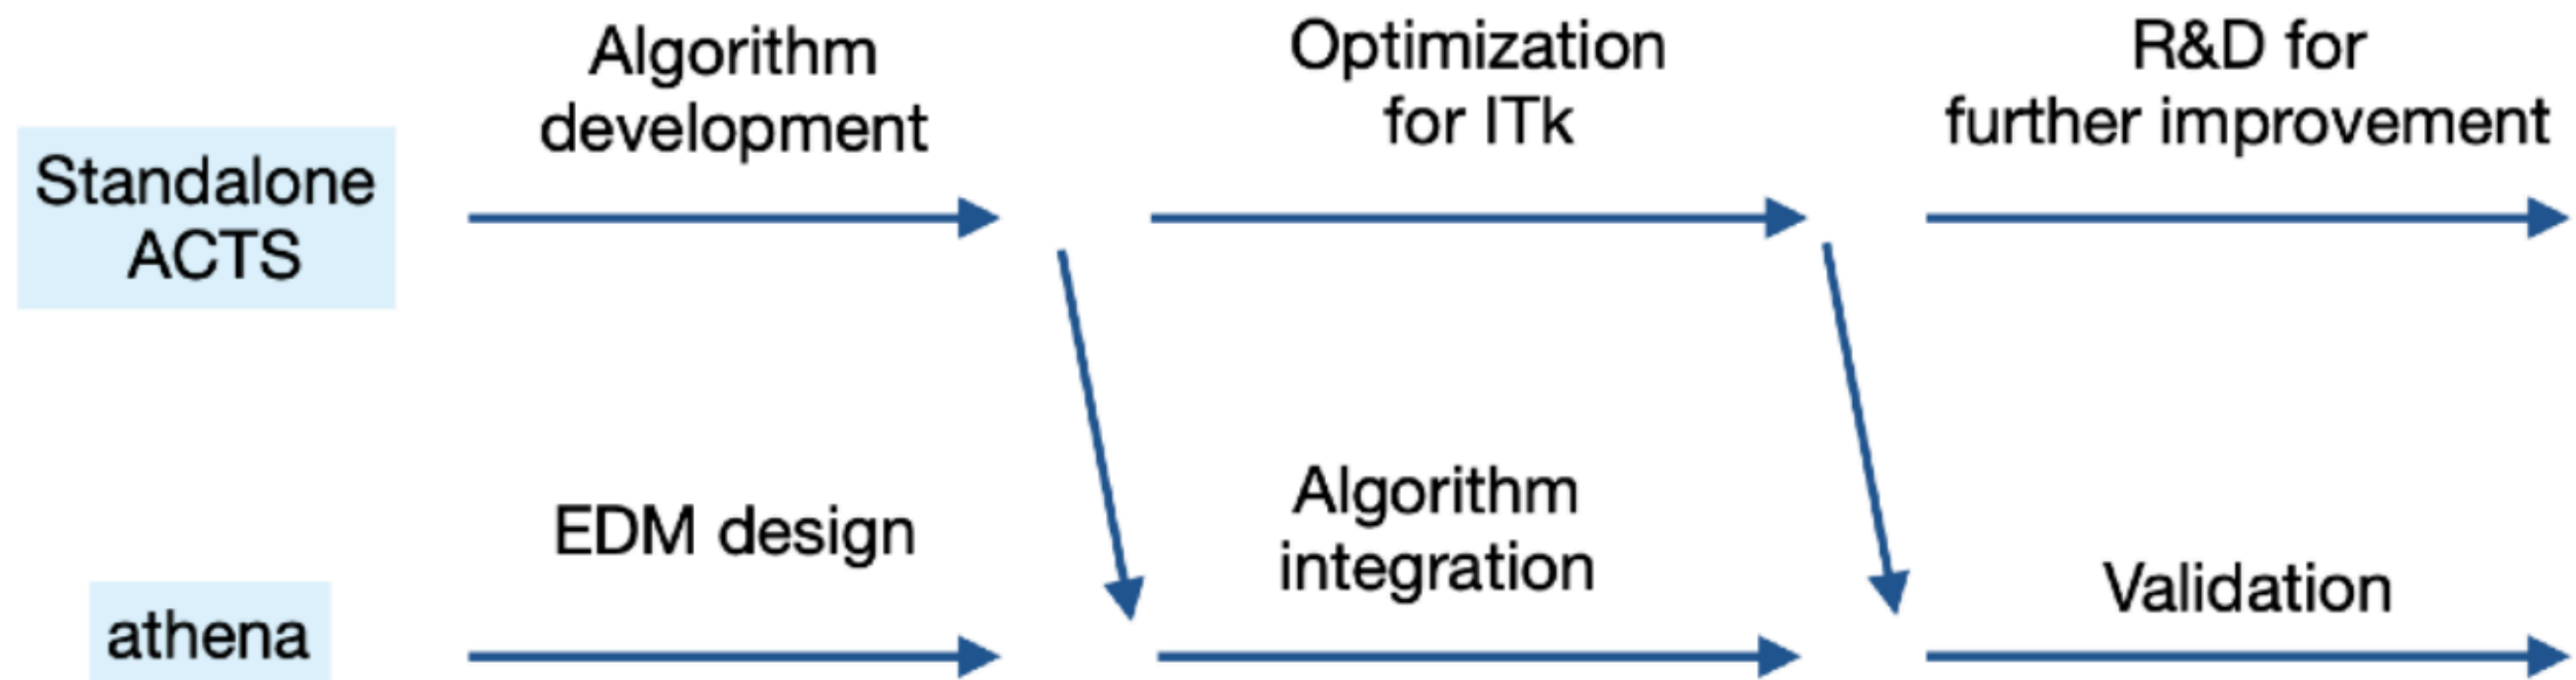 Algorithm
development
Optimization
for ITk
R&D for
further improvement
Standalone
ACTS
EDM design
Algorithm
integration
Validation
athena